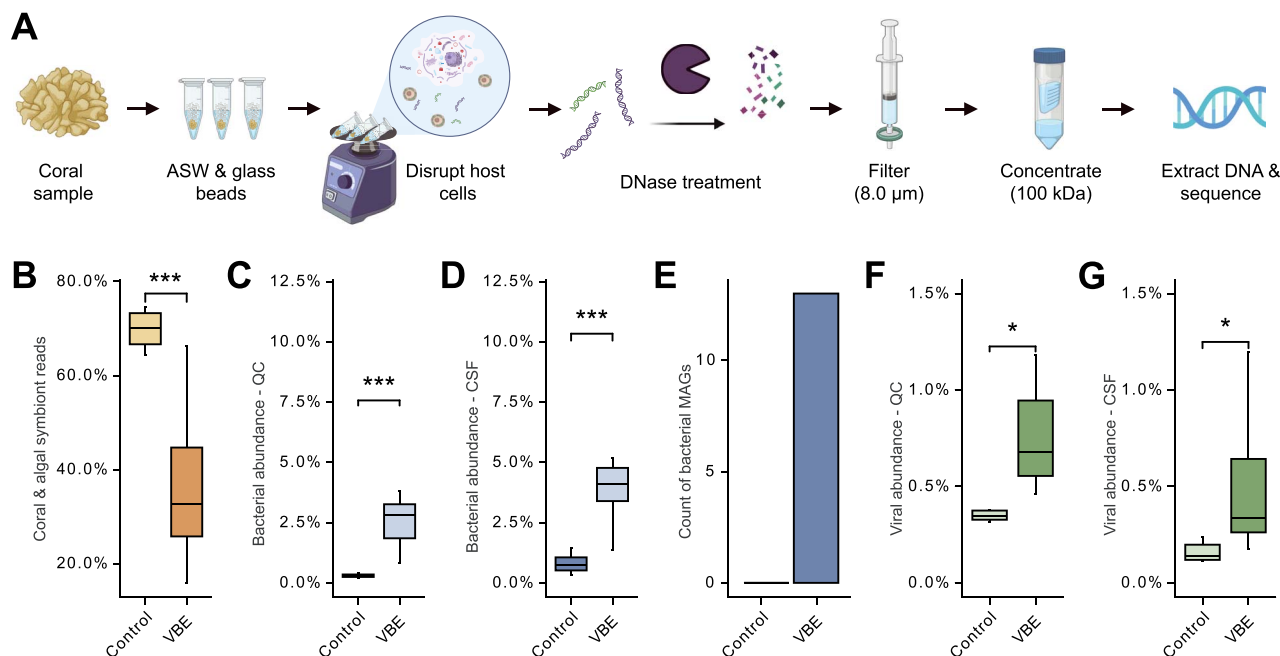 A
Coral
sample
ASW & glass
beads
Disrupt host
cells
DNase treatment
Filter
(8.0 µm)
Concentrate
(100 kDa)
Extract DNA &
sequence
B
Coral & algal symbiont reads
80.0%
60.0%
40.0%
20.0%
***
Control
VBE
C
Bacterial abundance - QC
12.5%
10.0%
7.5%
5.0%
2.5%
0.0%
***
Control
VBE
D
Bacterial abundance - CSF
12.5%
10.0%
7.5%
5.0%
2.5%
0.0%
***
Control
VBE
E
Count of bacterial MAGs
10
5
0
Control
VBE
F
Viral abundance - QC
1.5%
1.0%
0.5%
0.0%
*
Control
VBE
G
Viral abundance - CSF
1.5%
1.0%
0.5%
0.0%
*
Control
VBE